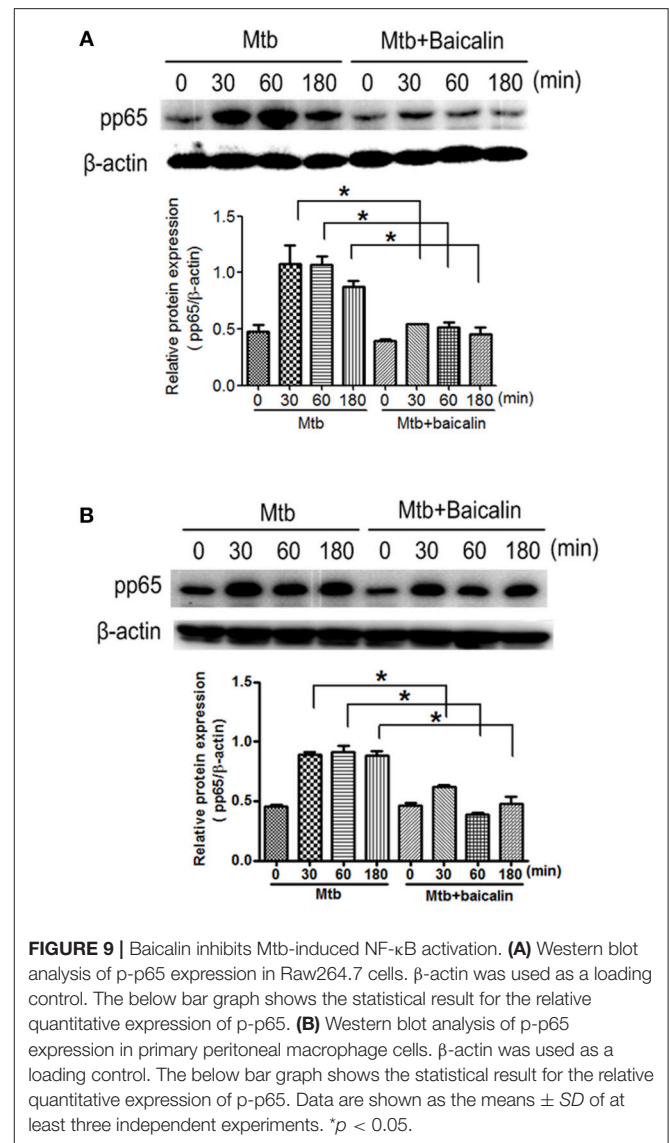 A
Mtb Mtb+Baicalin
0 30 60 180 0 30 60 180 (min)
pp65
β-actin
*
*
*
Relative protein expression
( pp65/β-actin)
1.5
1.0
0.5
0.0
0 30 60 180 0 30 60 180 (min)
Mtb Mtb+baicalin
B
Mtb Mtb+Baicalin
0 30 60 180 0 30 60 180 (min)
pp65
β-actin
*
*
*
Relative protein expression
( pp65/β-actin)
1.5
1.0
0.5
0.0
0 30 60 180 0 30 60 180 (min)
Mtb Mtb+baicalin
FIGURE 9 | Baicalin inhibits Mtb-induced NF-κB activation. (A) Western blot
analysis of p-p65 expression in Raw264.7 cells. β-actin was used as a loading
control. The below bar graph shows the statistical result for the relative
quantitative expression of p-p65. (B) Western blot analysis of p-p65
expression in primary peritoneal macrophage cells. β-actin was used as a
loading control. The below bar graph shows the statistical result for the relative
quantitative expression of p-p65. Data are shown as the means ± SD of at
least three independent experiments. *p < 0.05.